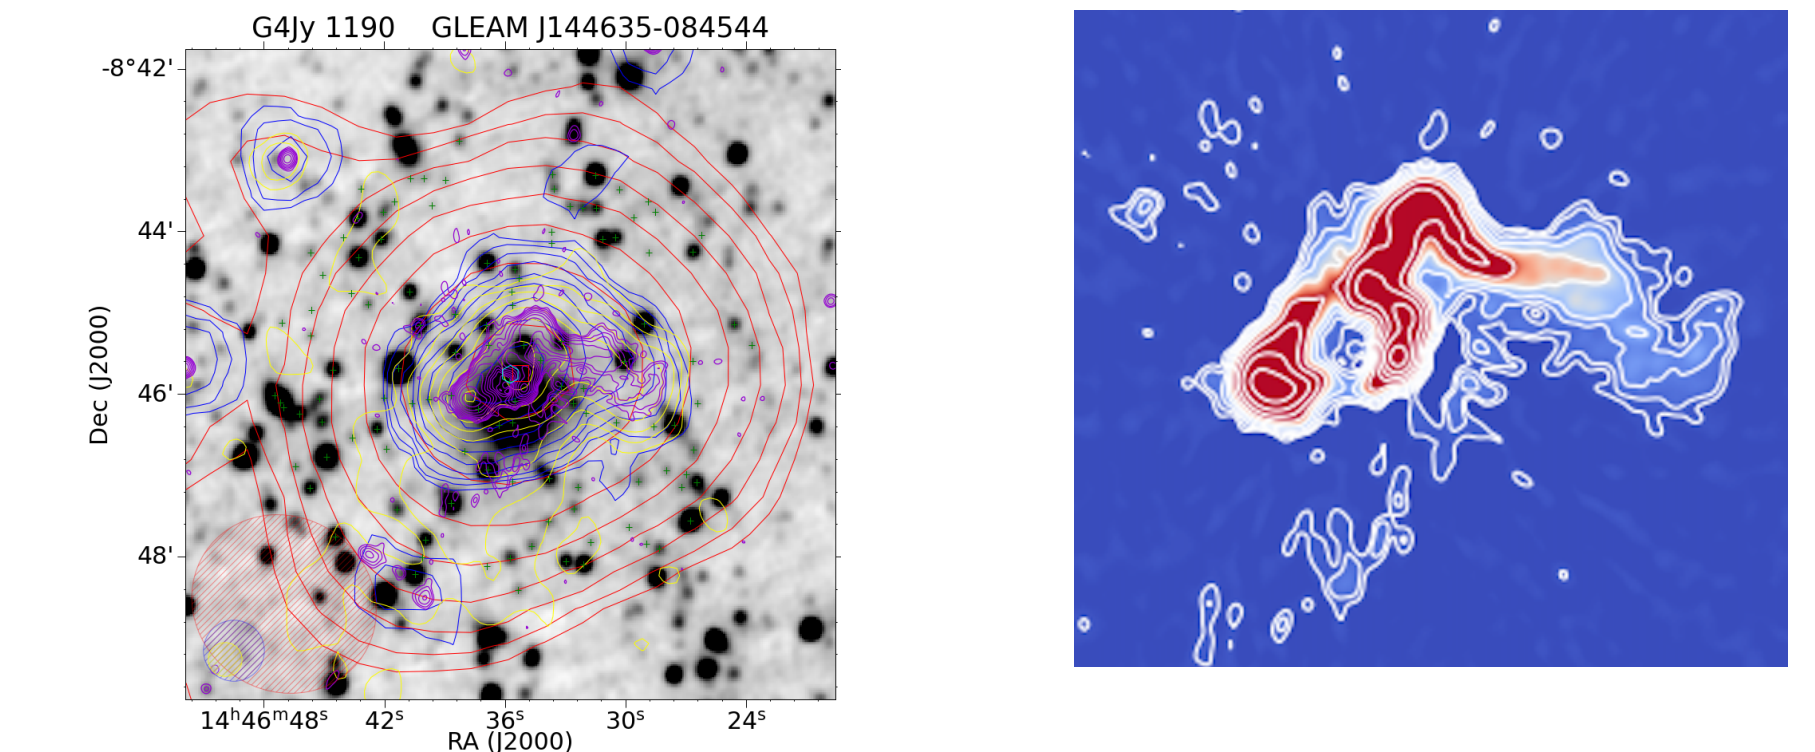 G4Jy 1190 GLEAM J144635-084544
-8°42'
44'
46'
48'
Dec (J2000)
14ʰ46ᵐ48ˢ 42ˢ 36ˢ 30ˢ 24ˢ
RA (J2000)